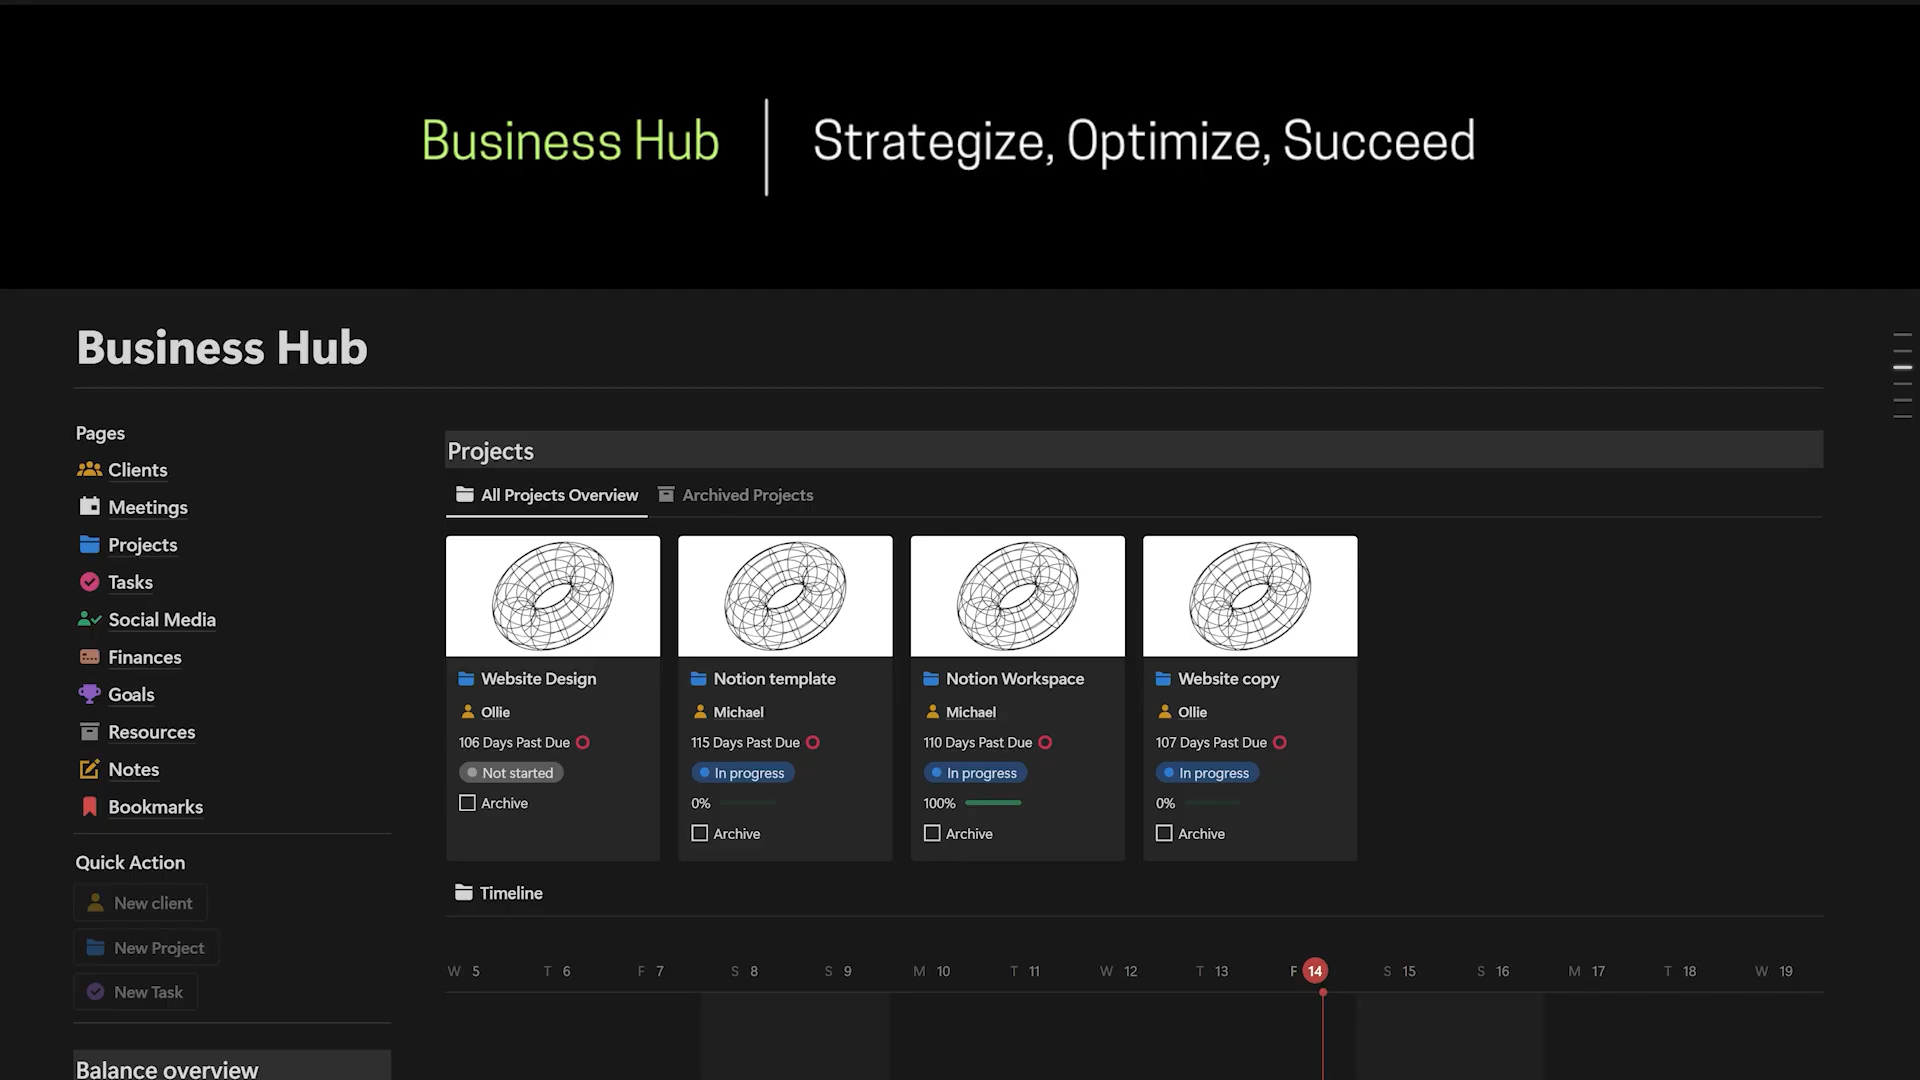 Business Hub
Strategize, Optimize, Succeed
Business Hub
Pages
Clients
Meetings
Projects
Tasks
Social Media
Finances
Goals
Resources
Notes
Bookmarks
Quick Action
New client
New Project
New Task
Balance overview
Projects
All Projects Overview
Archived Projects
Website Design
Ollie
106 Days Past Due
Not started
Archive
Notion template
Michael
115 Days Past Due
In progress
0%
Archive
Notion Workspace
Michael
110 Days Past Due
In progress
100%
Archive
Website copy
Ollie
107 Days Past Due
In progress
0%
Archive
Timeline
W 5 T 6 F 7 S 8 S 9 M 10 T 11 W 12 T 13 F 14 S 15 S 16 M 17 T 18 W 19